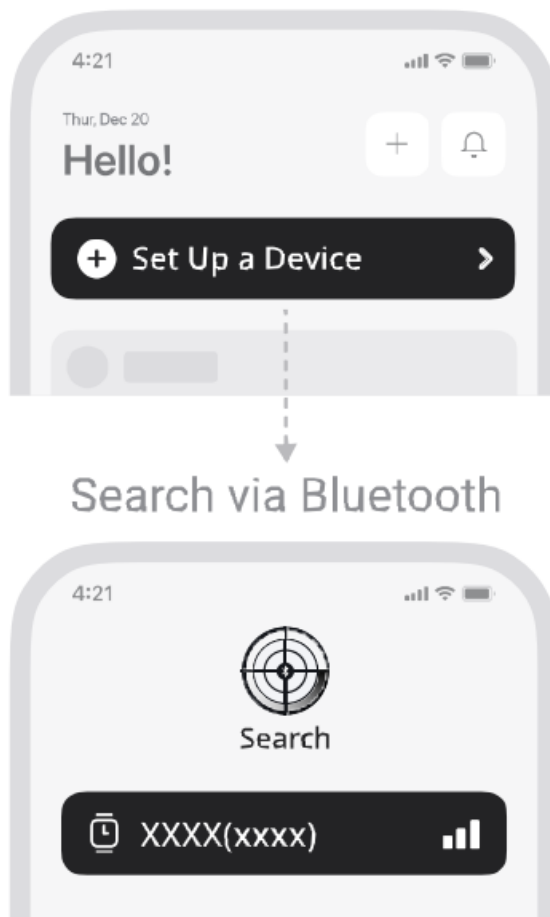 4:21
Thur, Dec 20
Hello!
Set Up a Device
Search via Bluetooth
4:21
Search
XXXX(xxxx)